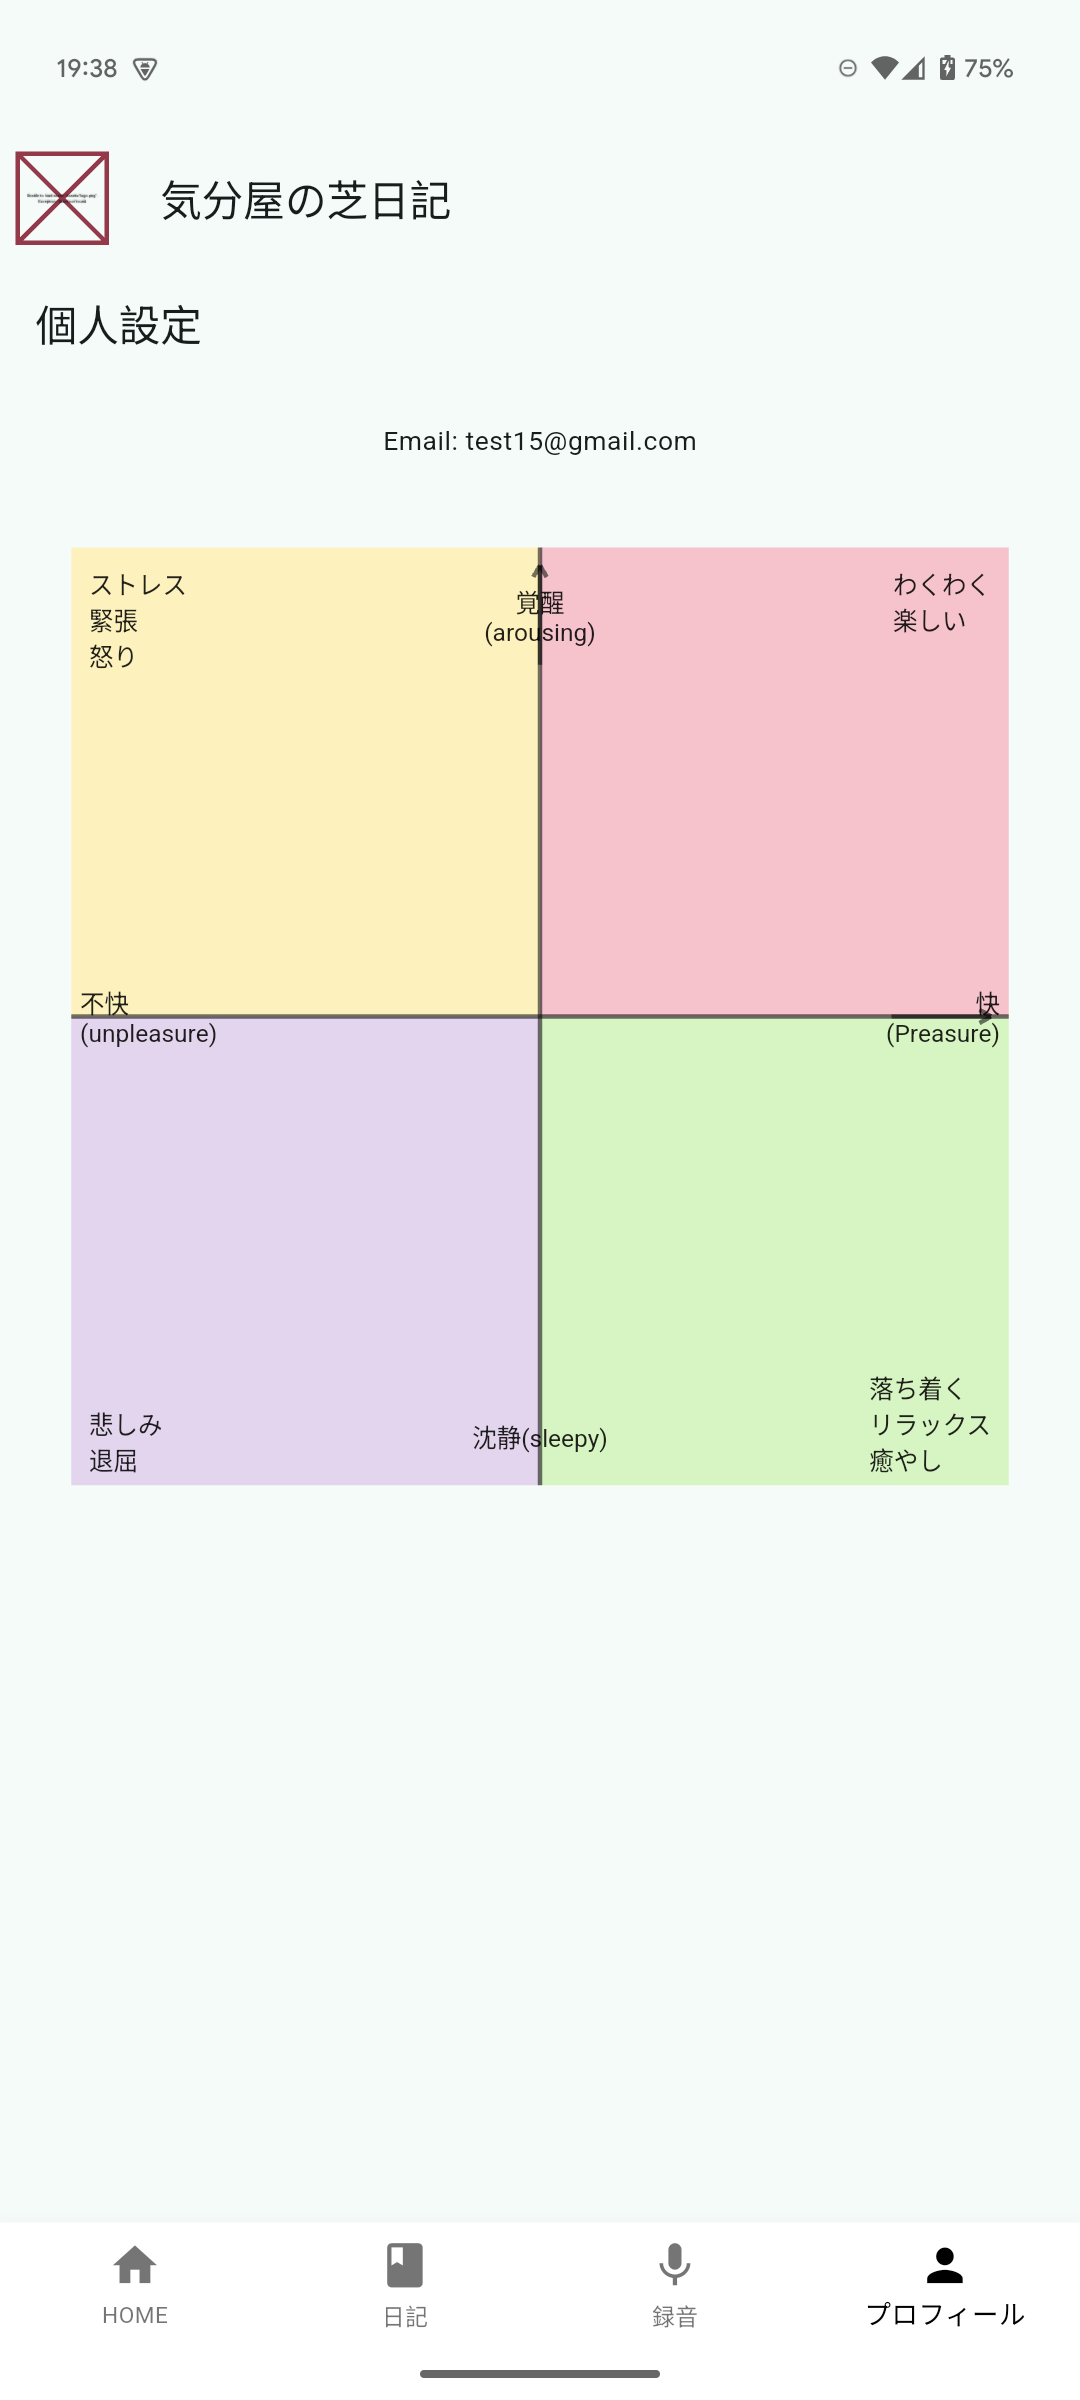 19:38
75%
気分屋の芝日記
個人設定
Email: test15@gmail.com
ストレス
緊張
怒り
覚醒
(arousing)
わくわく
楽しい
不快
(unpleasure)
快
(Preasure)
悲しみ
退屈
沈静(sleepy)
落ち着く
リラックス
癒やし
HOME
日記
録音
プロフィール